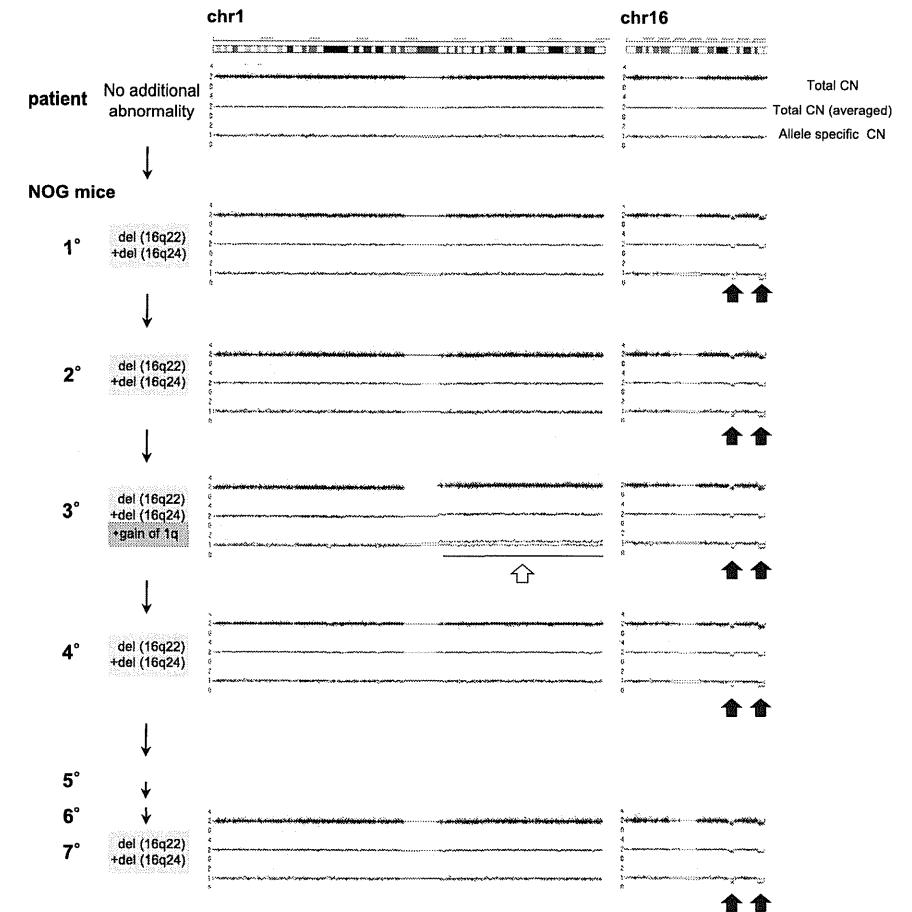 chr1
chr16
patient
No additional
abnormality
Total CN
Total CN (averaged)
Allele specific CN
NOG mice
1°
del (16q22)
+del (16q24)
2°
del (16q22)
+del (16q24)
3°
del (16q22)
+del (16q24)
+gain of 1q
4°
del (16q22)
+del (16q24)
5°
6°
7°
del (16q22)
+del (16q24)